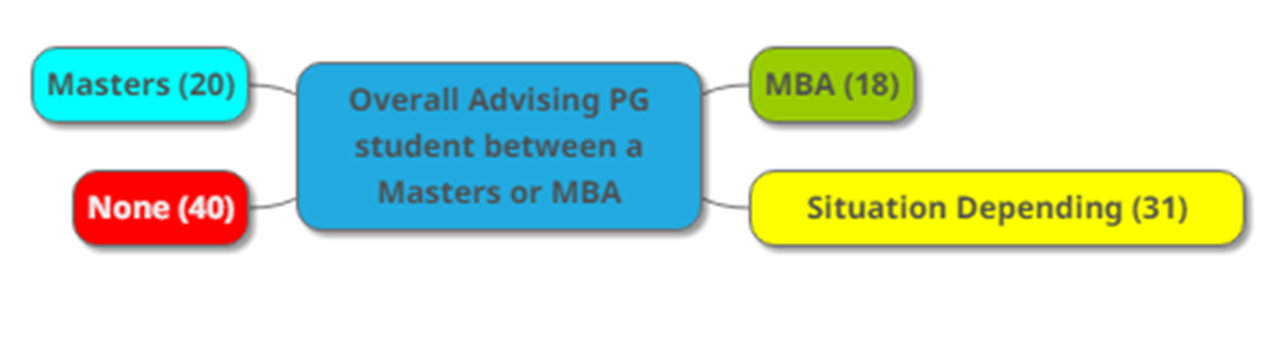 Masters (20)
None (40)
Overall Advising PG
student between a
Masters or MBA
MBA (18)
Situation Depending (31)